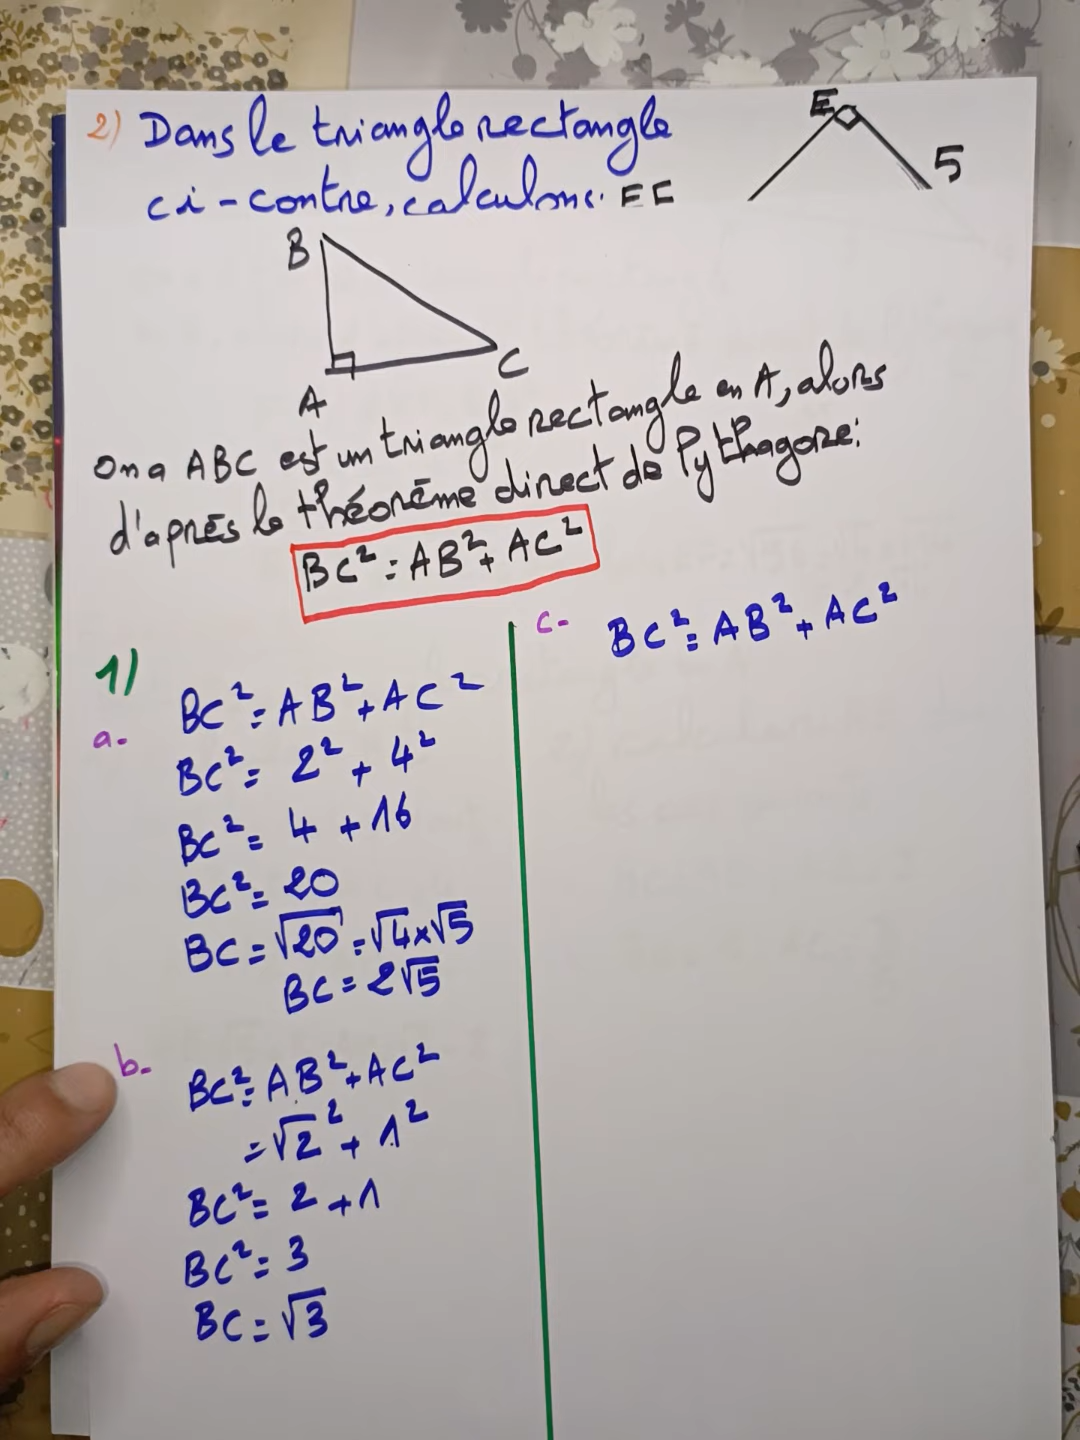 2) Dans le triangle rectangle
ci-contre, calculons.
E
5
B
A
C
On a ABC est un triangle rectangle en A, alors
d'après le théorème direct de Pythagore:
BC² = AB² + AC²
1)
a.
BC² = AB² + AC²
BC² = 2² + 4²
BC² = 4 + 16
BC² = 20
BC = √20 = √4 × √5
BC = 2√5
b.
BC² = AB² + AC²
= √2² + 1²
BC² = 2 + 1
BC² = 3
BC = √3
c-
BC² = AB² + AC²